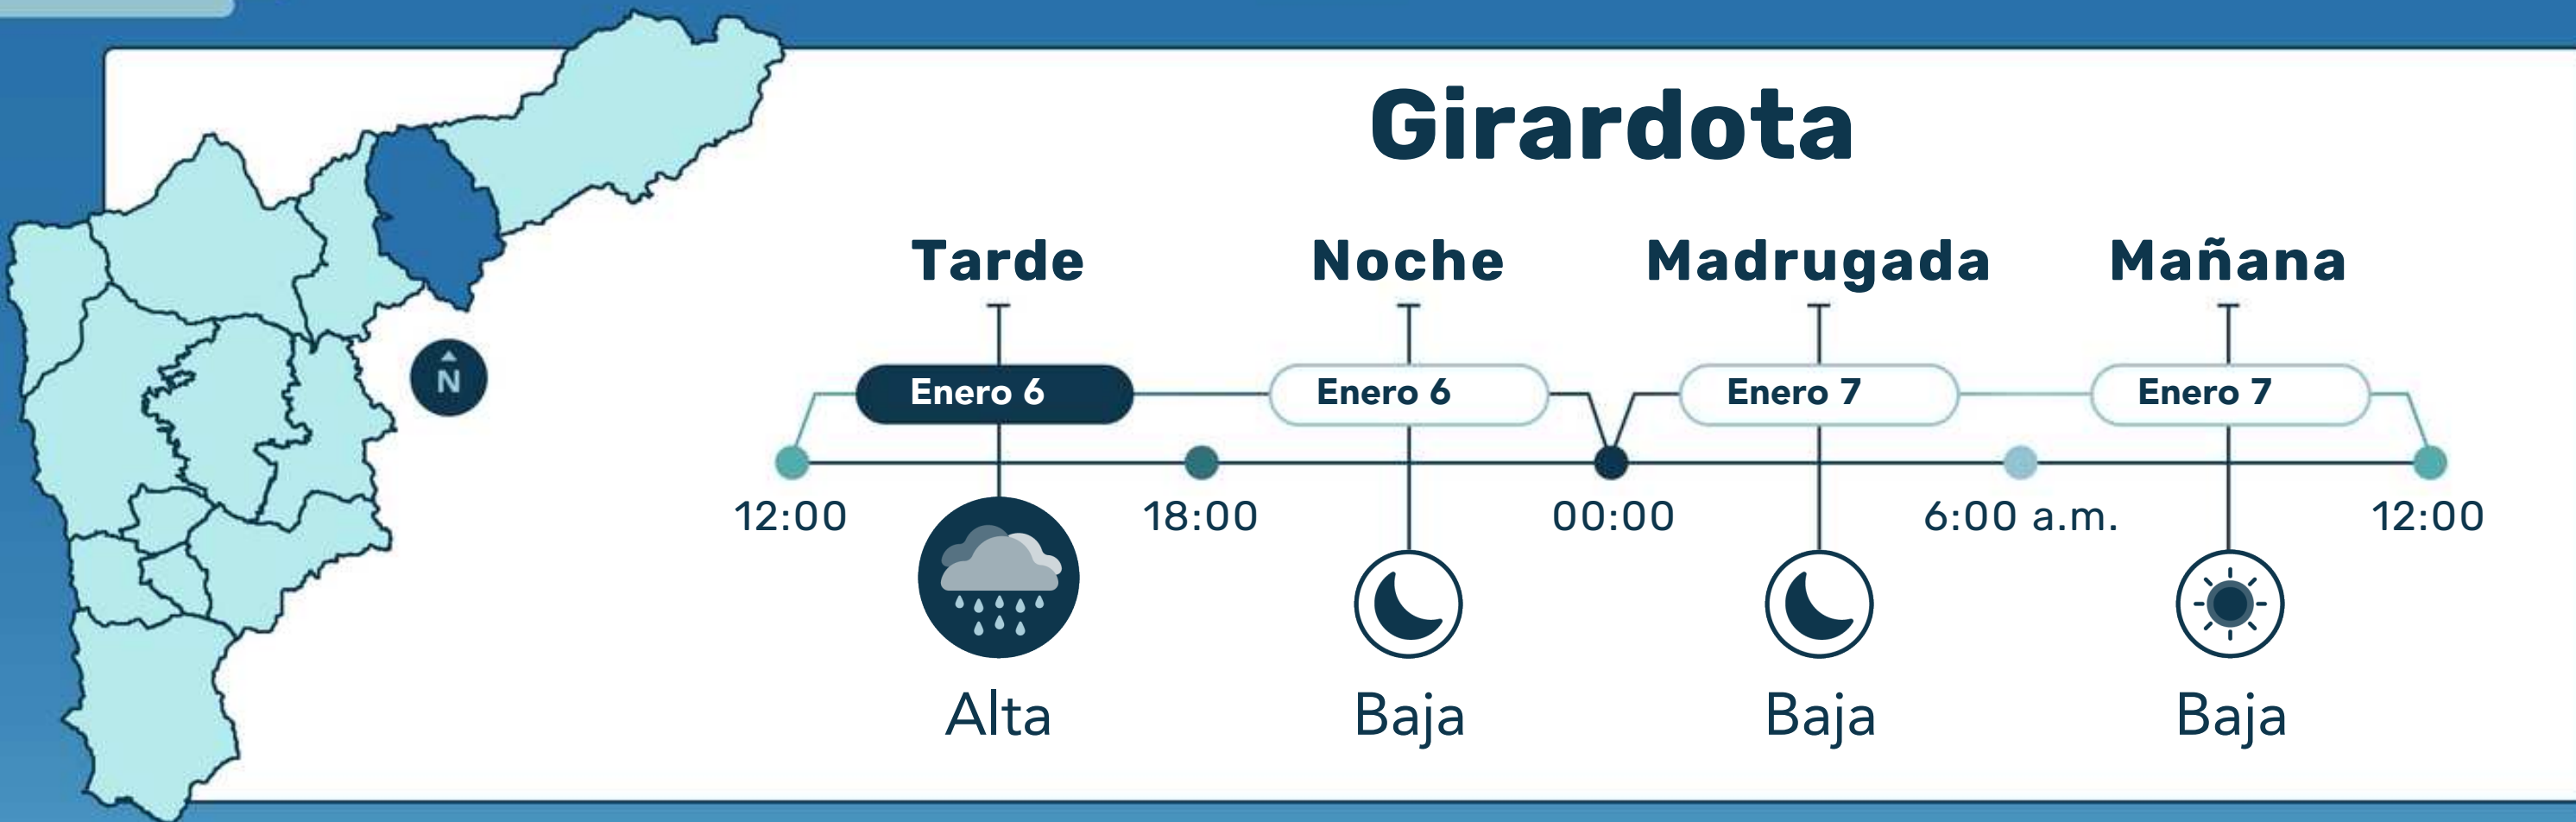 Girardota
Tarde Noche Madrugada Mañana
Enero 6 Enero 6 Enero 7 Enero 7
N
12:00 18:00 00:00 6:00 a.m. 12:00
Alta Baja Baja Baja